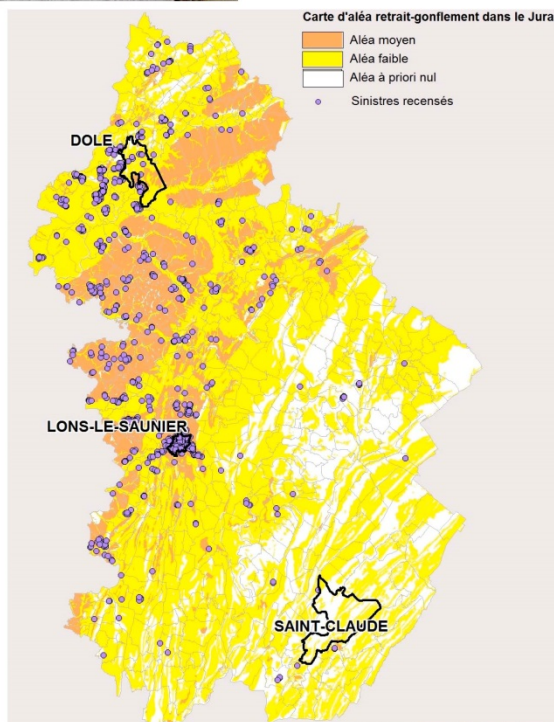 Carte d'aléa retrait-gonflement dans le Jura
Aléa moyen
Aléa faible
Aléa à priori nul
Sinistres recensés
DOLE
LONS-LE-SAUNIER
SAINT-CLAUDE